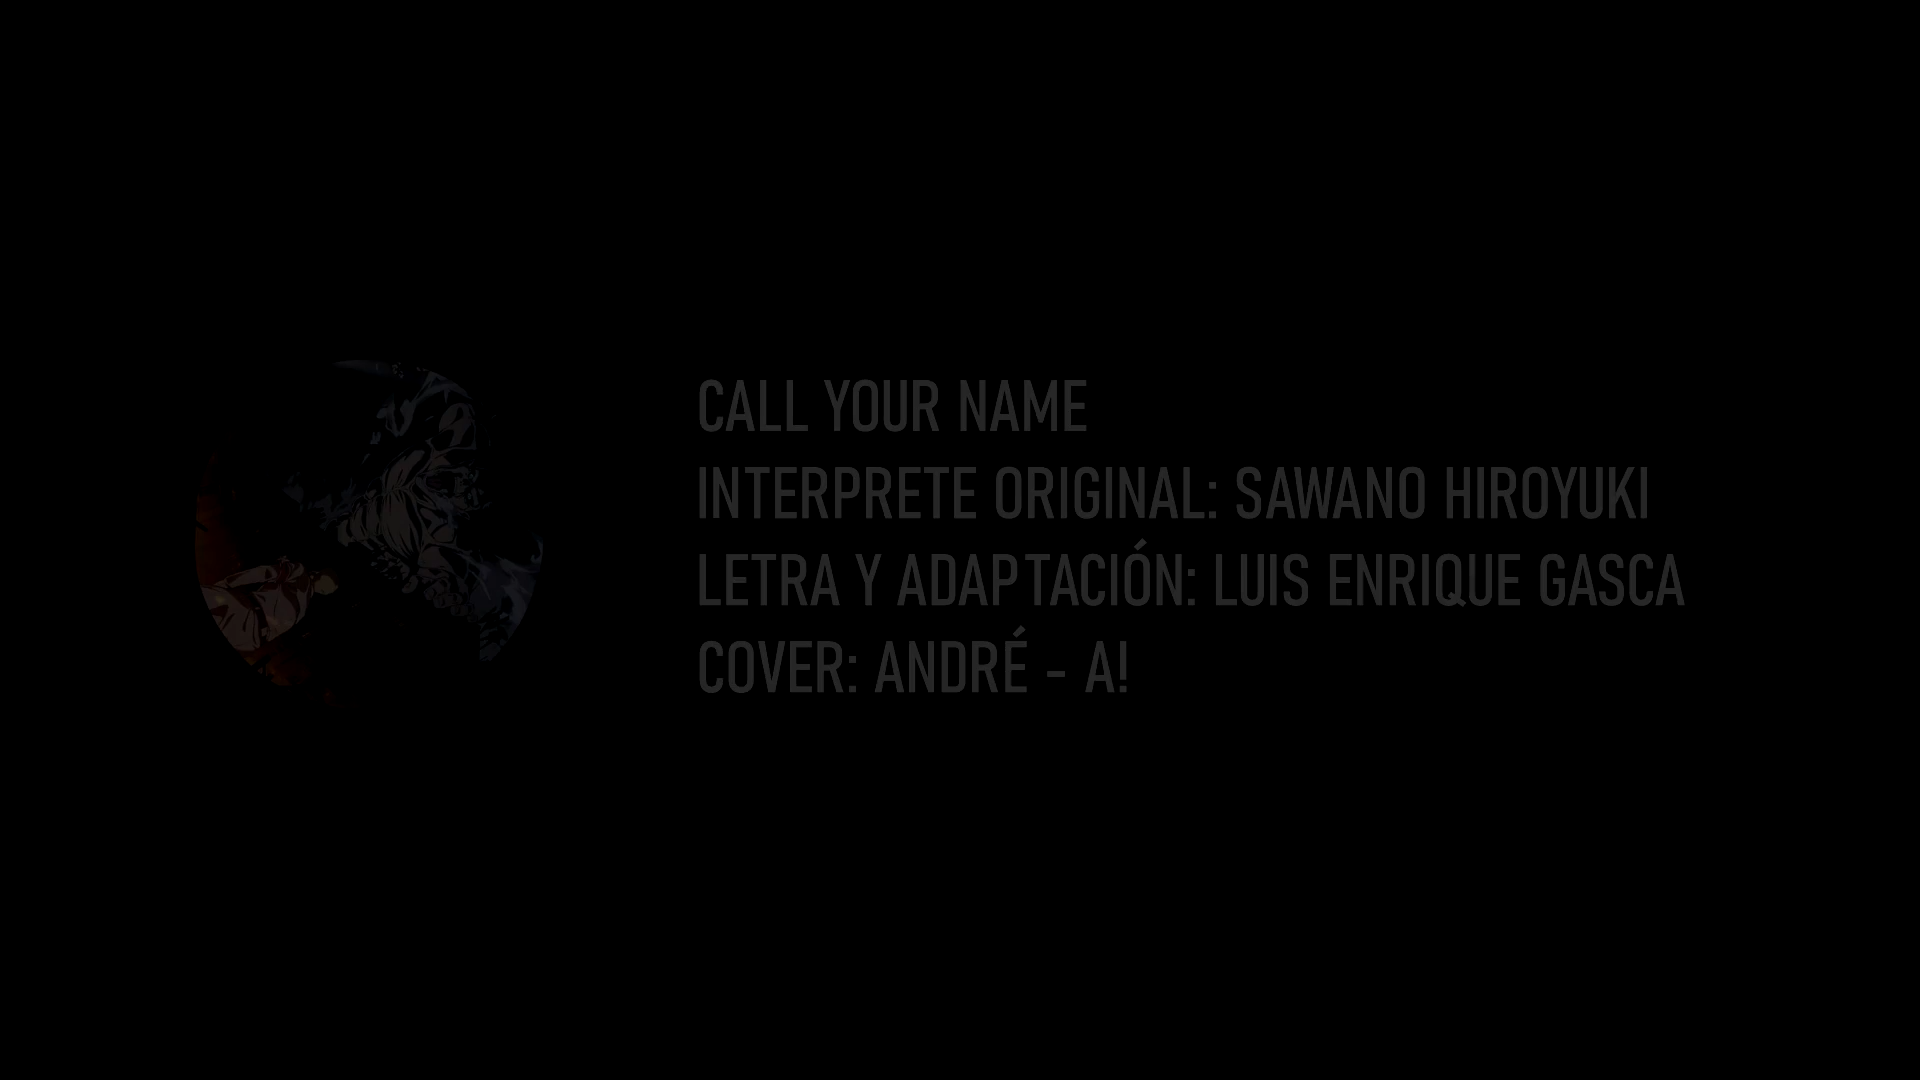 CALL YOUR NAME
INTERPRETE ORIGINAL: SAWANO HIROYUKI
LETRA Y ADAPTACIÓN: LUIS ENRIQUE GASCA
COVER: ANDRÉ - A!